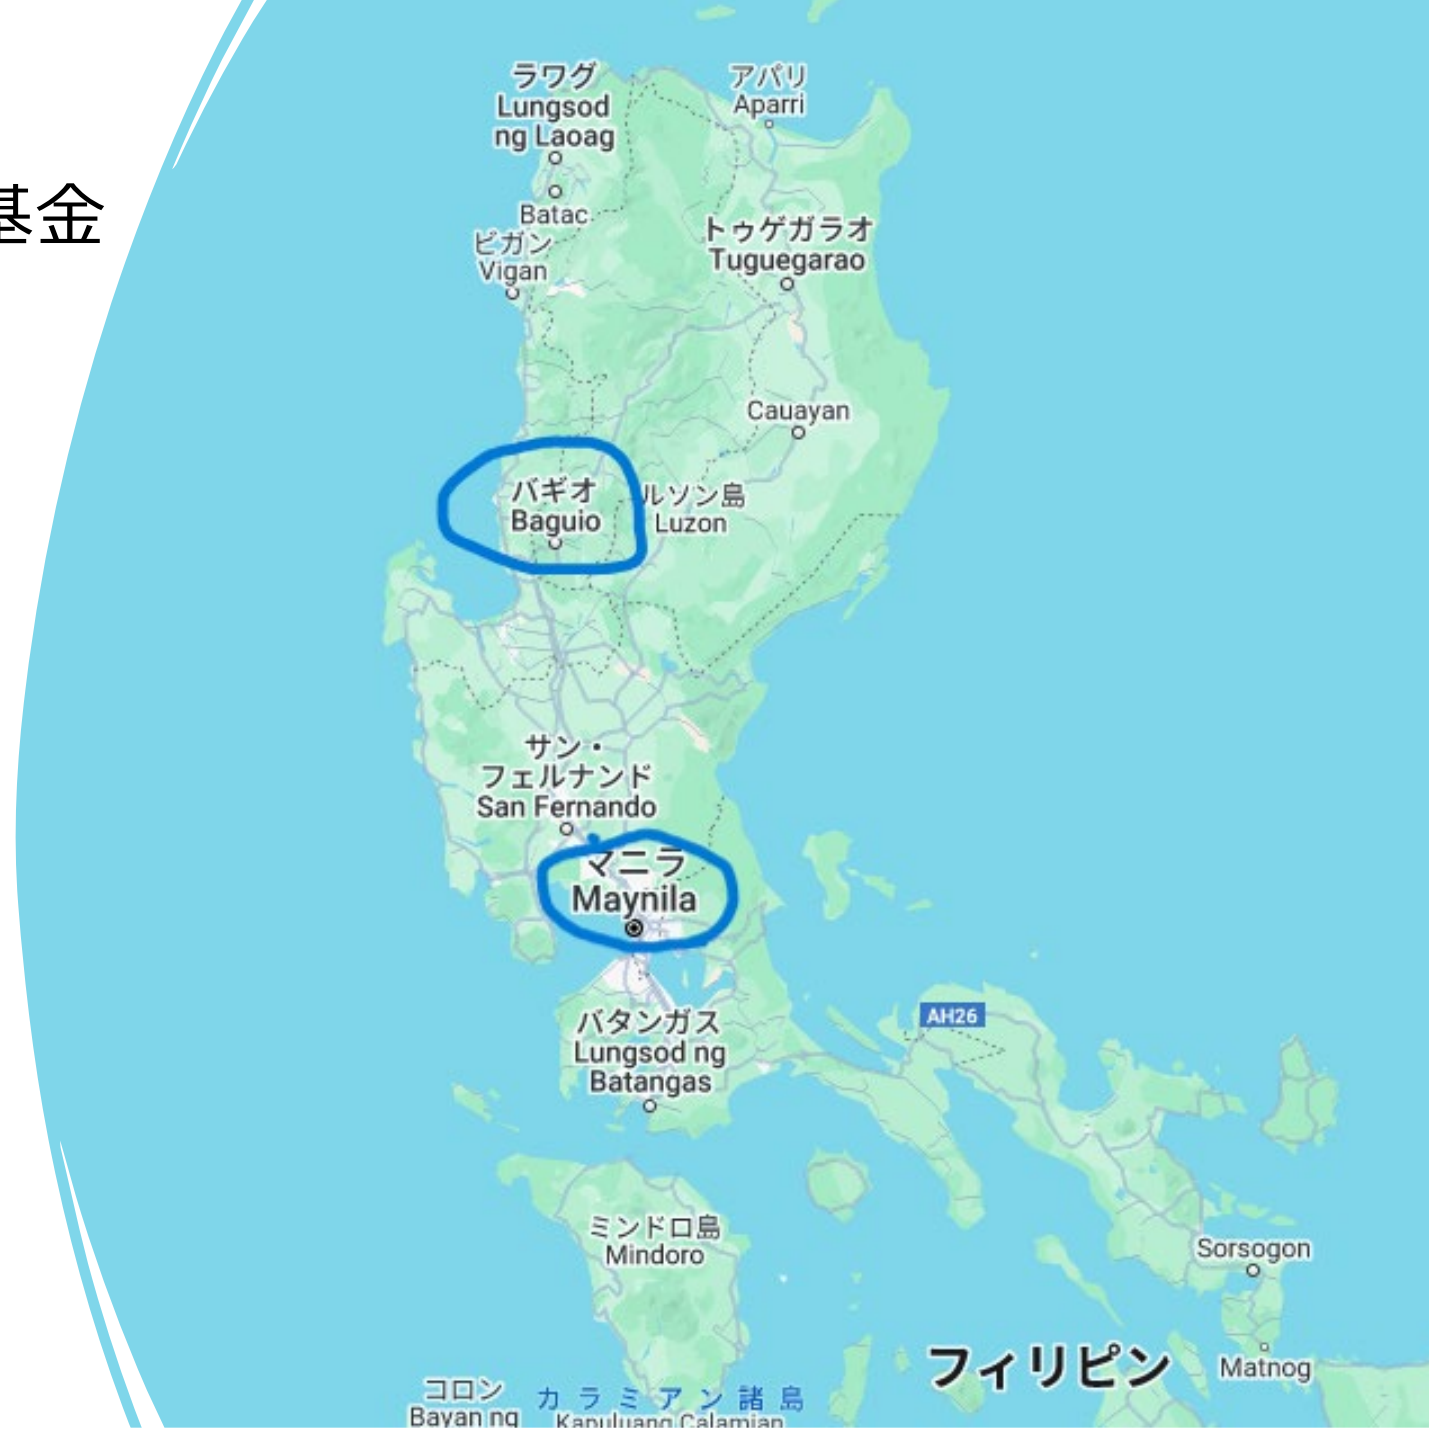 ラワグ
Lungsod
ng Laoag
アパリ
Aparri
基金
Batac
ビガン
Vigan
トゥゲガラオ
Tuguegarao
Cauayan
バギオ
Baguio
ルソン島
Luzon
サン・
フェルナンド
San Fernando
マニラ
Maynila
AH26
バタンガス
Lungsod ng
Batangas
ミンドロ島
Mindoro
Sorsogon
フィリピン
Matnog
コロン
Bayan ng
カラミアン諸島
Kapuluang Calamian